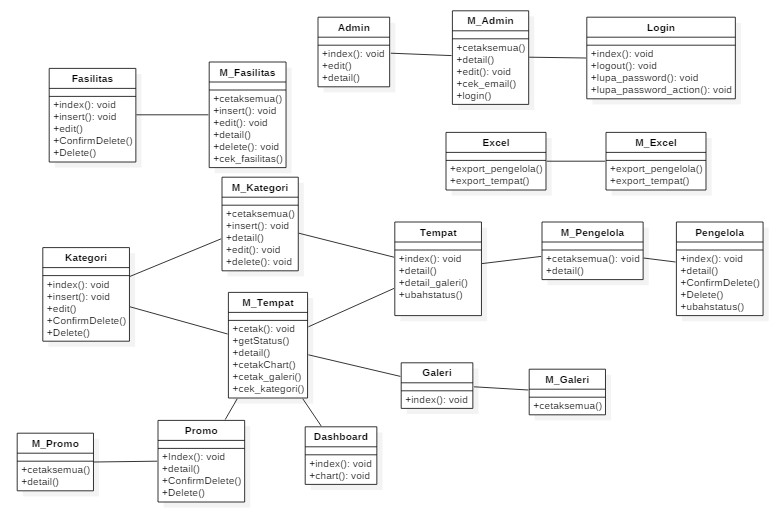 Admin
+index(): void
+edit()
+detail()
M_Admin
+cetaksemua()
+detail()
+edit(): void
+cek_email()
+login()
Login
+index(): void
+logout(): void
+lupa_password(): void
+lupa_password_action(): void
Fasilitas
+index(): void
+insert(): void
+edit()
+ConfirmDelete()
+Delete()
M_Fasilitas
+cetaksemua()
+insert(): void
+edit(): void
+detail()
+delete(): void
+cek_fasilitas()
Excel
+export_pengelola()
+export_tempat()
M_Excel
+export_pengelola()
+export_tempat()
M_Kategori
+cetaksemua()
+insert(): void
+detail()
+edit(): void
+delete(): void
Kategori
+index(): void
+insert(): void
+edit()
+ConfirmDelete()
+Delete()
Tempat
+index(): void
+detail()
+detail_galeri()
+ubahstatus()
M_Pengelola
+cetaksemua(): void
+detail()
Pengelola
+index(): void
+detail()
+ConfirmDelete()
+Delete()
+ubahstatus()
M_Tempat
+cetak(): void
+getStatus()
+detail()
+cetakChart()
+cetak_galeri()
+cek_kategori()
Galeri
+index(): void
M_Galeri
+cetaksemua()
M_Promo
+cetaksemua()
+detail()
Promo
+Index(): void
+detail()
+ConfirmDelete()
+Delete()
Dashboard
+index(): void
+chart(): void